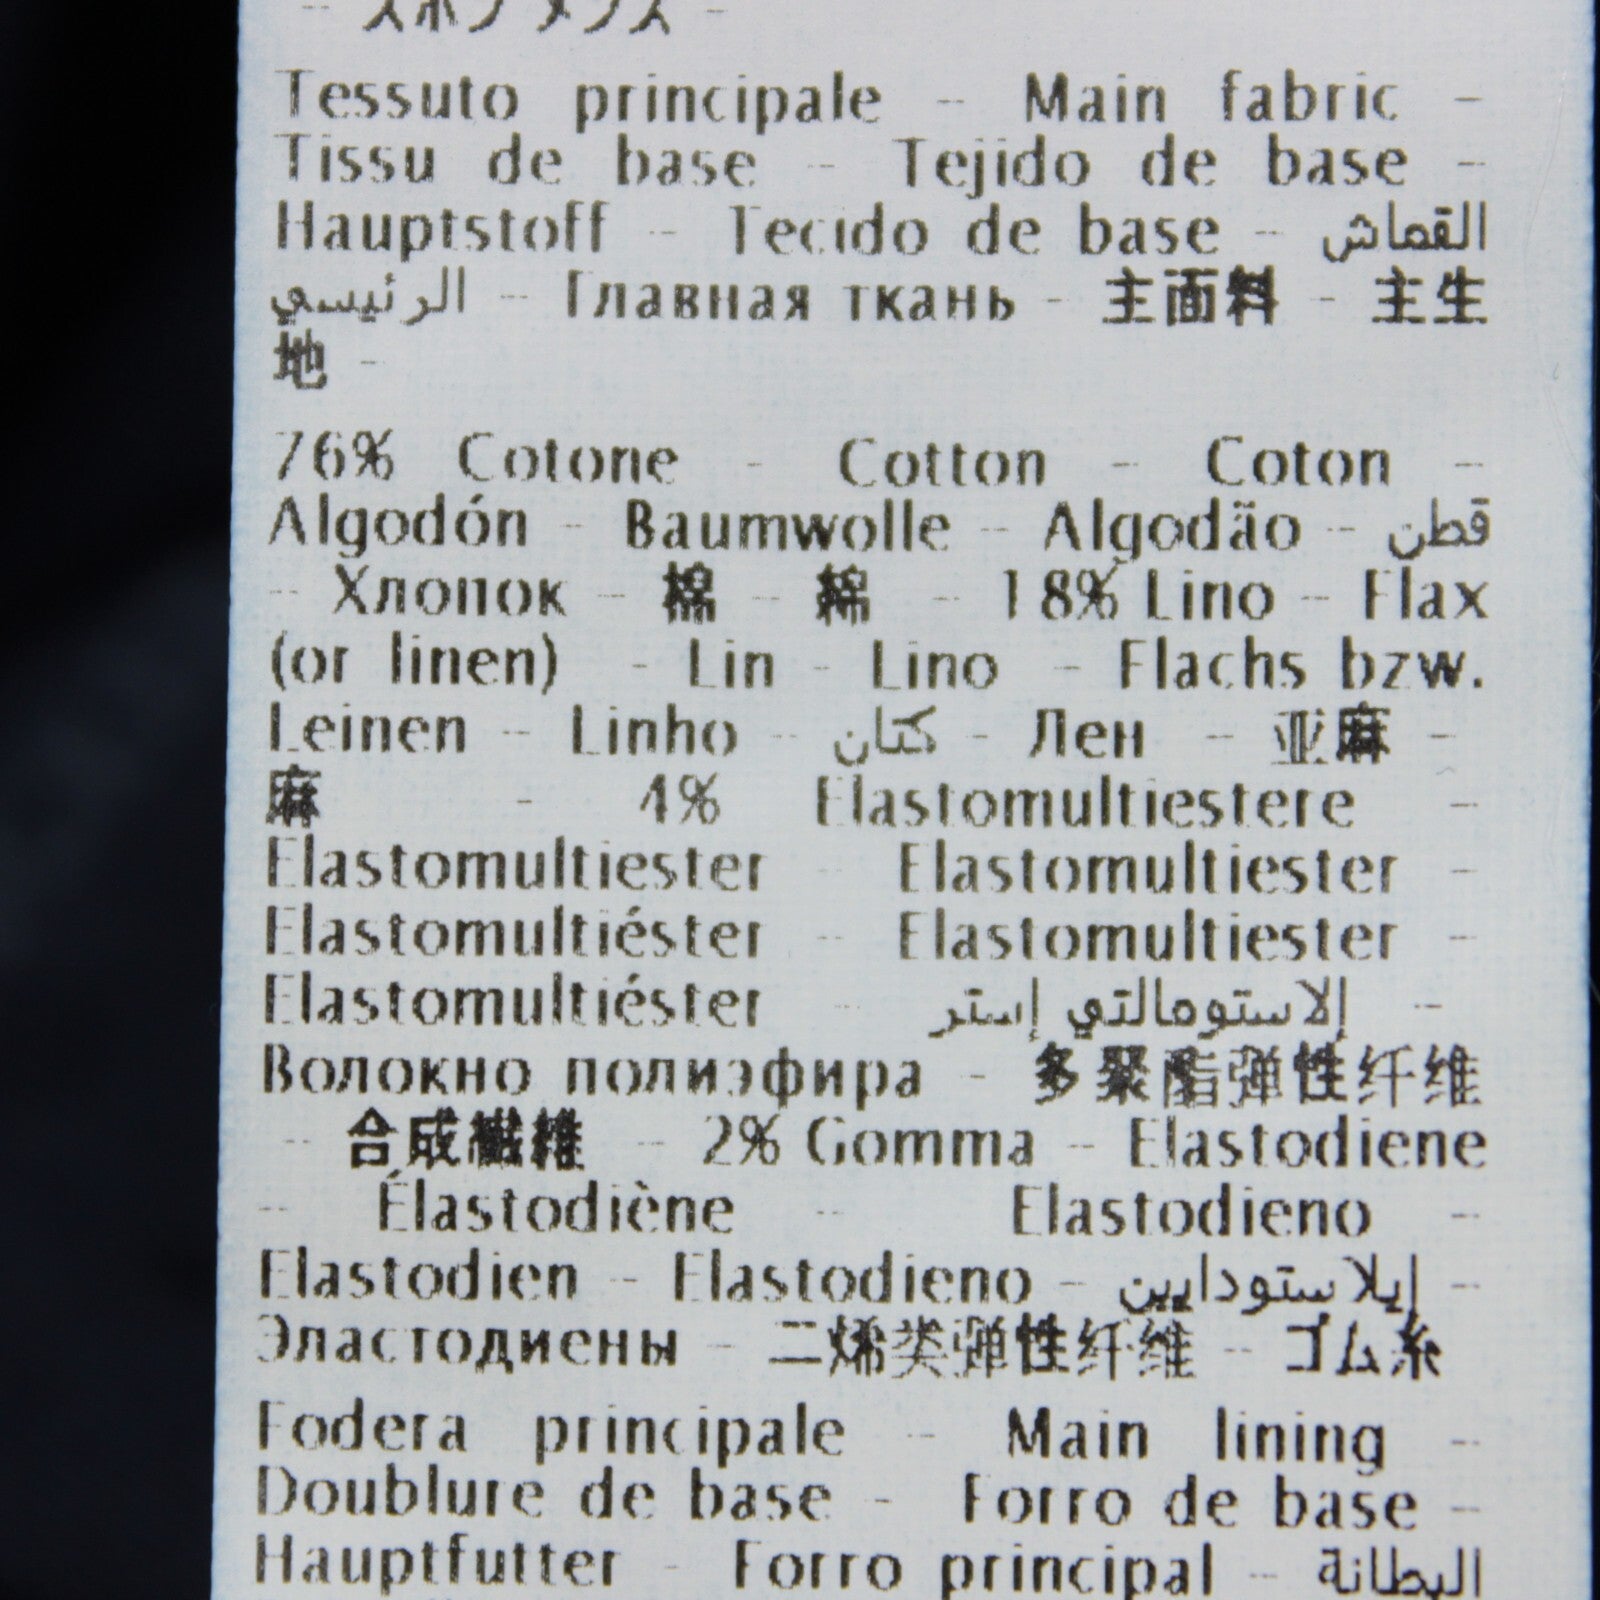 Tessuto principale - Main fabric -
Tissu de base - Tejido de base -
Hauptstoff - Tecido de base - القماش
الرئيسي - Главная ткань - 主面料 - 主生
地 -
76% Cotone - Cotton - Coton -
Algodón - Baumwolle - Algodão - قطن
- Хлопок - 棉 - 綿 - 18% Lino - Flax
(or linen) - Lin - Lino - Flachs bzw.
Leinen - Linho - كتان - Лен - 亚麻 -
麻 - 4% Elastomultiestere -
Elastomultiester - Elastomultiester -
Elastomultiéster - Elastomultiester -
Elastomultiéster - إلاستومالتي إستر -
Волокно полиэфира - 多聚酯弹性纤维
- 合成繊維 - 2% Gomma - Elastodiene
- Élastodiène - Elastodieno -
Elastodien - Elastodieno - إيلاستودايين -
Эластодиены - 二烯类弹性纤维 - ゴム糸
Fodera principale - Main lining -
Doublure de base - Forro de base -
Hauptfutter - Forro principal - البطانة